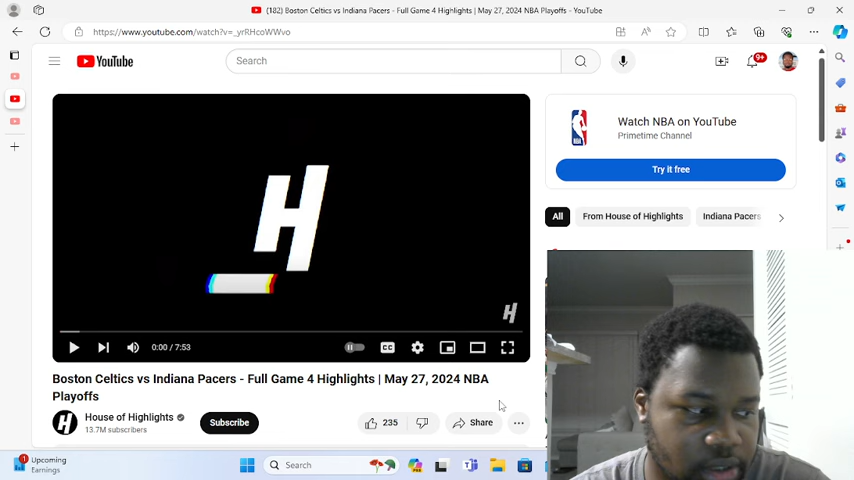 (182) Boston Celtics vs Indiana Pacers - Full Game 4 Highlights | May 27, 2024 NBA Playoffs - YouTube
https://www.youtube.com/watch?v=_yrRHcoWWvo
YouTube
Search
9+
H
H
0:00 / 7:53
CC
Boston Celtics vs Indiana Pacers - Full Game 4 Highlights | May 27, 2024 NBA
Playoffs
H
House of Highlights
13.7M subscribers
Subscribe
235
Share
Watch NBA on YouTube
Primetime Channel
Try it free
All
From House of Highlights
Indiana Pacers
1
Upcoming
Earnings
Search